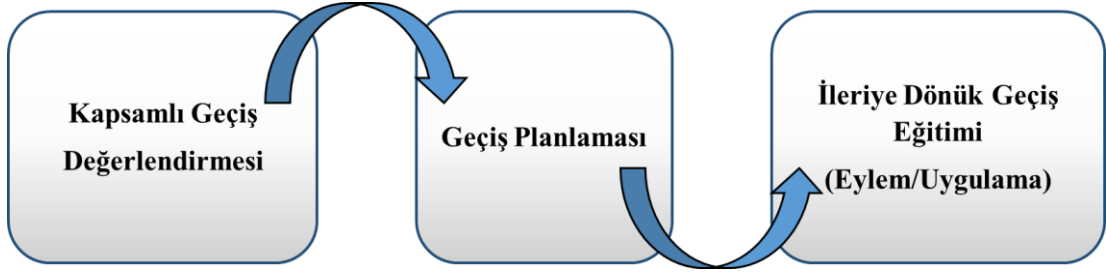 Kapsamlı Geçiş
Değerlendirmesi
Geçiş Planlaması
İleriye Dönük Geçiş
Eğitimi
(Eylem/Uygulama)